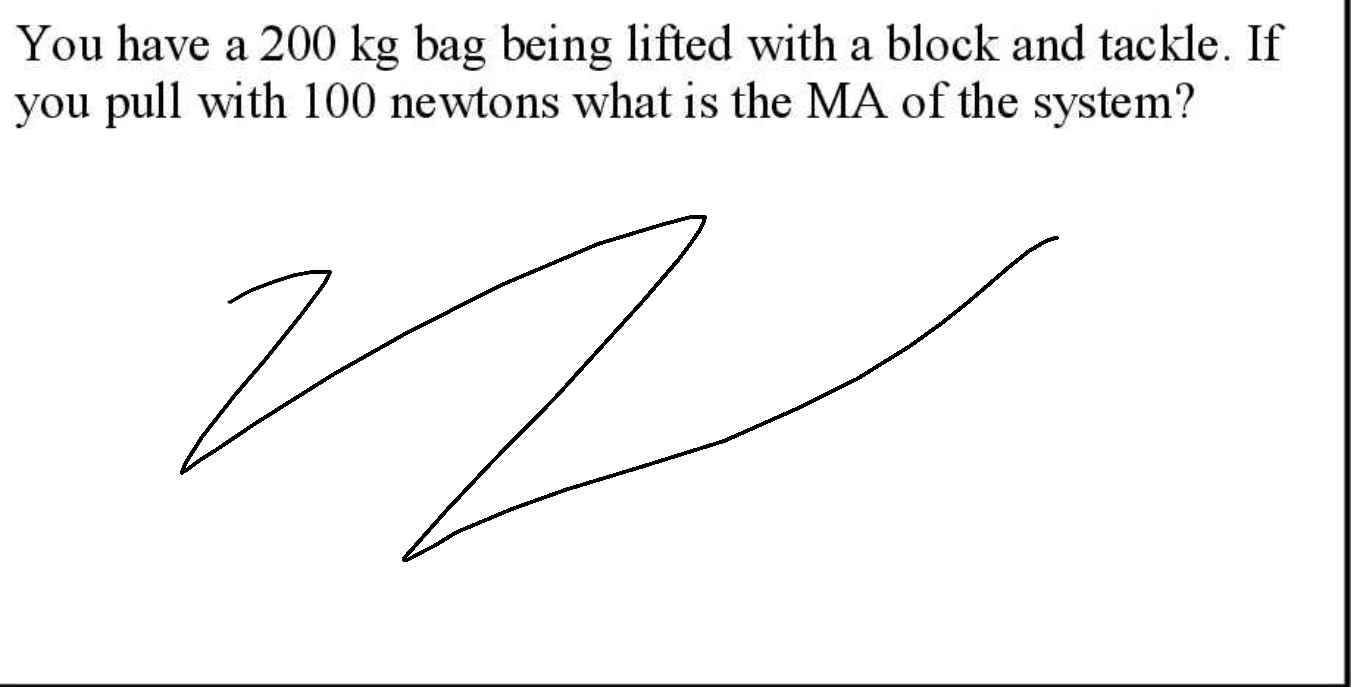 You have a 200 kg bag being lifted with a block and tackle. If
you pull with 100 newtons what is the MA of the system?